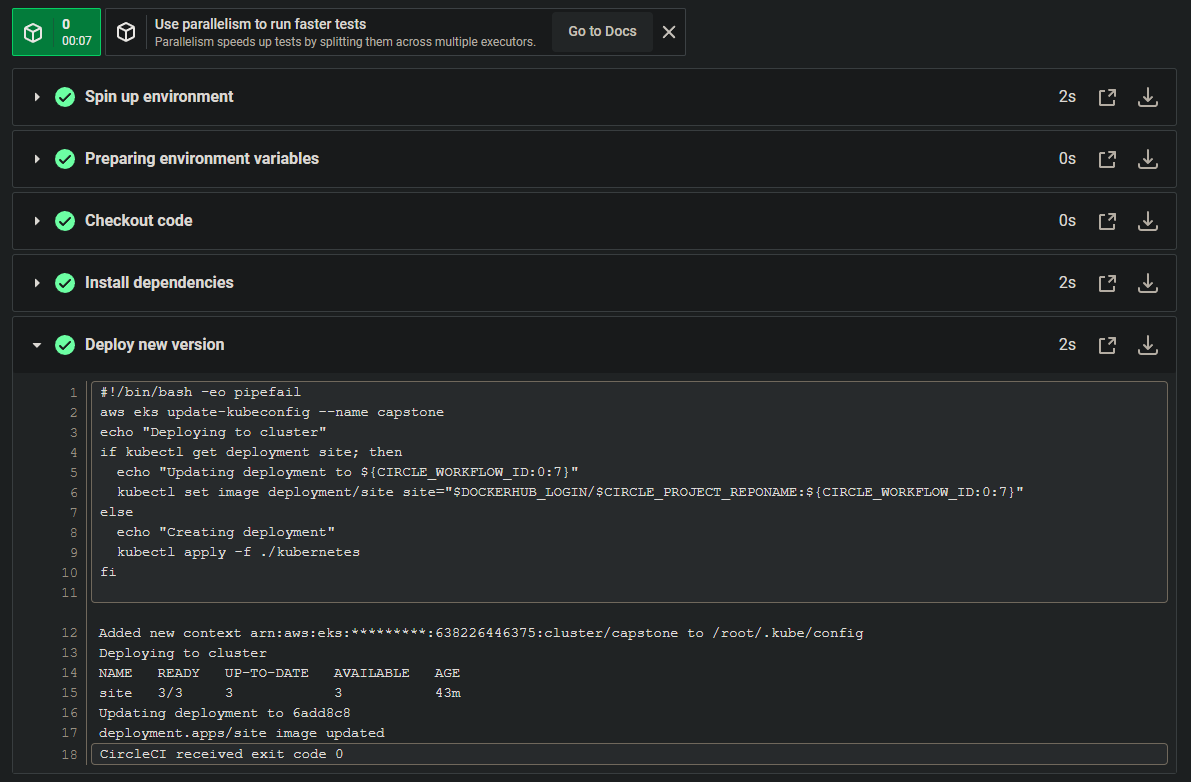 0
00:07
Use parallelism to run faster tests
Parallelism speeds up tests by splitting them across multiple executors.
Go to Docs
Spin up environment 2s
Preparing environment variables 0s
Checkout code 0s
Install dependencies 2s
Deploy new version 2s
1 #!/bin/bash -eo pipefail
2 aws eks update-kubeconfig --name capstone
3 echo "Deploying to cluster"
4 if kubectl get deployment site; then
5   echo "Updating deployment to ${CIRCLE_WORKFLOW_ID:0:7}"
6   kubectl set image deployment/site site="$DOCKERHUB_LOGIN/$CIRCLE_PROJECT_REPONAME:${CIRCLE_WORKFLOW_ID:0:7}"
7 else
8   echo "Creating deployment"
9   kubectl apply -f ./kubernetes
10 fi
11
12 Added new context arn:aws:eks:*********:638226446375:cluster/capstone to /root/.kube/config
13 Deploying to cluster
14 NAME   READY   UP-TO-DATE   AVAILABLE   AGE
15 site   3/3     3            3           43m
16 Updating deployment to 6add8c8
17 deployment.apps/site image updated
18 CircleCI received exit code 0